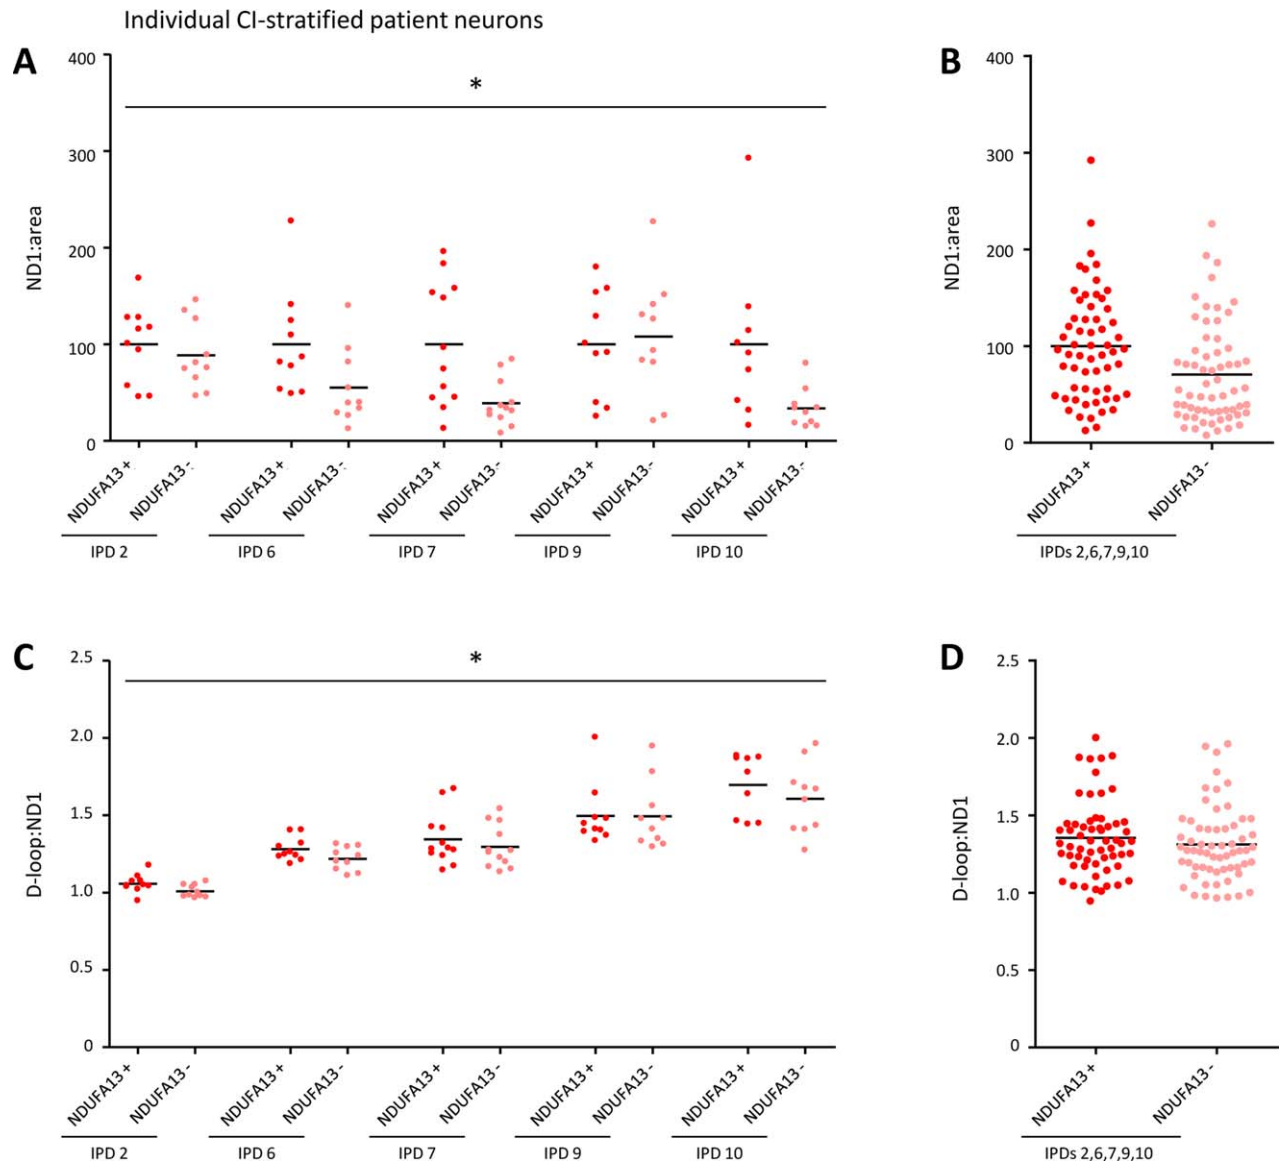 Individual CI-stratified patient neurons
A
*
400
300
200
100
0
ND1:area
NDUFA13+
NDUFA13-
NDUFA13+
NDUFA13-
NDUFA13+
NDUFA13-
NDUFA13+
NDUFA13-
NDUFA13+
NDUFA13-
IPD 2
IPD 6
IPD 7
IPD 9
IPD 10
B
400
300
200
100
0
ND1:area
NDUFA13+
NDUFA13-
IPDs 2,6,7,9,10
C
*
2.5
2.0
1.5
1.0
0.5
0
D-loop:ND1
NDUFA13+
NDUFA13-
NDUFA13+
NDUFA13-
NDUFA13+
NDUFA13-
NDUFA13+
NDUFA13-
NDUFA13+
NDUFA13-
IPD 2
IPD 6
IPD 7
IPD 9
IPD 10
D
2.5
2.0
1.5
1.0
0.5
0
D-loop:ND1
NDUFA13+
NDUFA13-
IPDs 2,6,7,9,10